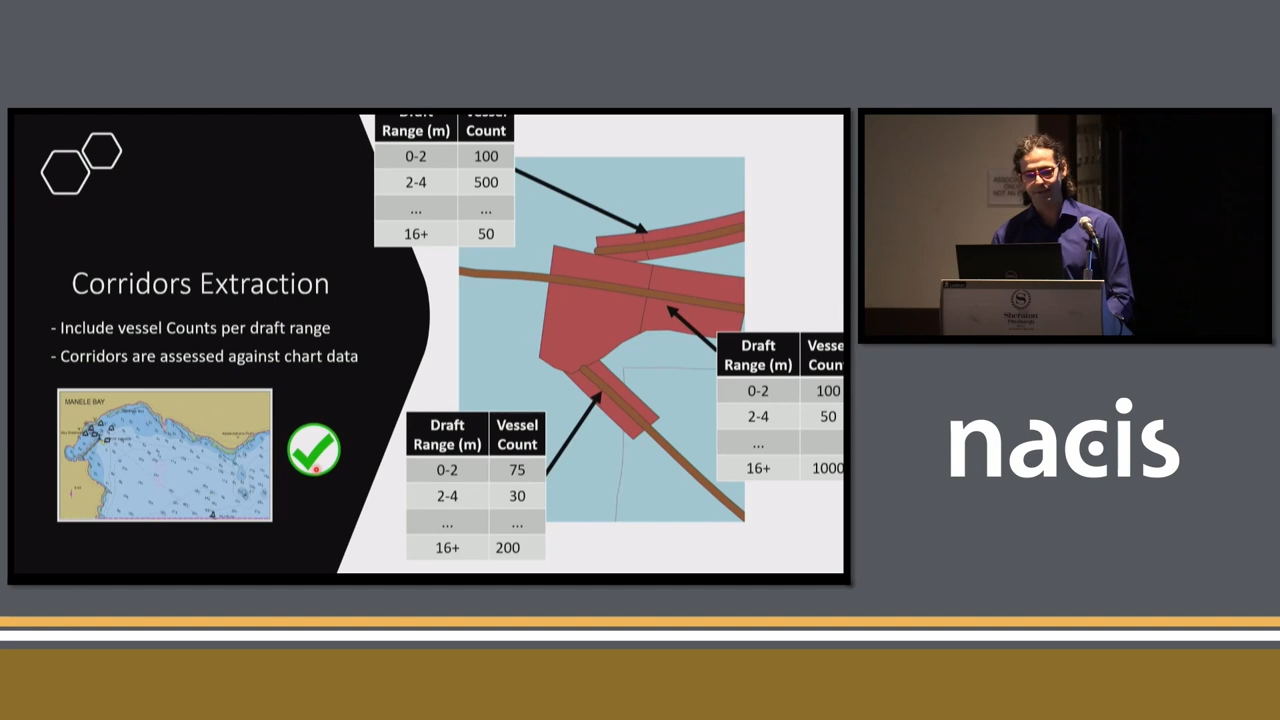 Corridors Extraction
- Include vessel Counts per draft range
- Corridors are assessed against chart data
MANELE BAY
Draft Vessel
Range (m) Count
0-2 100
2-4 500
... ...
16+ 50
Draft Vesse
Range (m) Coun
0-2 100
2-4 50
...
16+ 1000
Draft Vessel
Range (m) Count
0-2 75
2-4 30
... ...
16+ 200
Sheraton
nacis